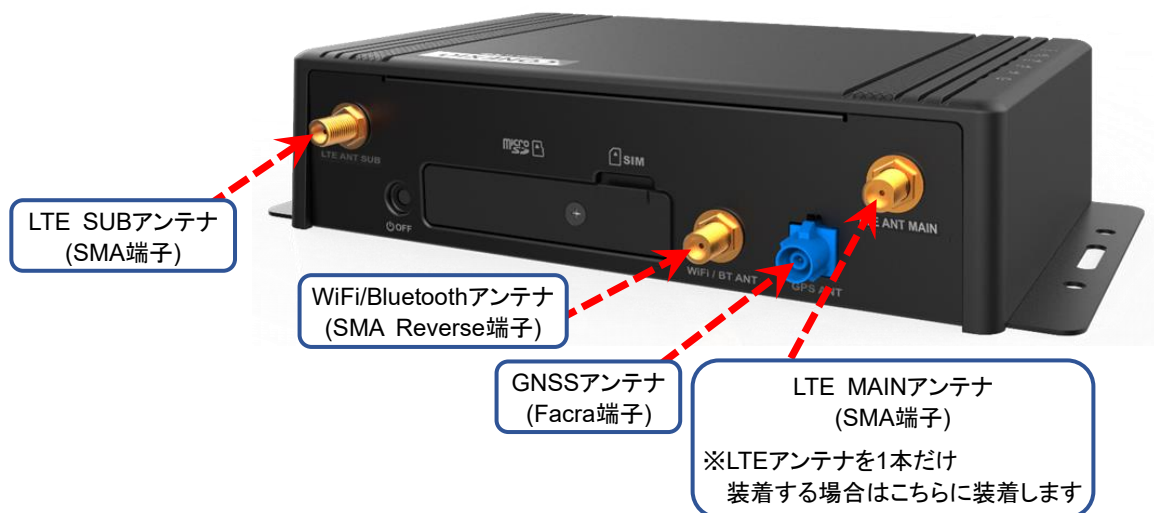 LTE ANT SUB
micro
SD
SIM
OFF
WiFi / BT ANT
GPS ANT
ANT MAIN
LTE SUBアンテナ
(SMA端子)
WiFi/Bluetoothアンテナ
(SMA Reverse端子)
GNSSアンテナ
(Facra端子)
LTE MAINアンテナ
(SMA端子)
※LTEアンテナを1本だけ
装着する場合はこちらに装着します